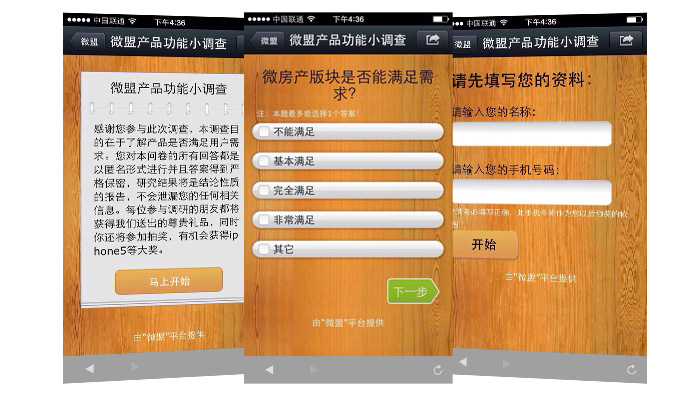 中国联通
下午4:36
微盟
微盟产品功能小调查
微盟产品功能小调查
感谢您参与此次调查，本调查目
的在于了解产品是否满足用户需
求。您对本问卷的所有回答都是
以匿名形式进行并且答案得到严
格保密，研究结果将是结论性质
的报告，不会泄漏您的任何相关
信息。每位参与调研的朋友都将
获得我们送出的尊贵礼品，同时
你还将参加抽奖，有机会获得ip
hone5等大奖。
马上开始
由“微盟”平台提供
中国联通
下午4:36
微盟
微盟产品功能小调查
微房产版块是否能满足需
求?
注：本题最多能选择1个答案!
不能满足
基本满足
完全满足
非常满足
其它
下一步
由“微盟”平台提供
中国联通
下午4:36
微盟
微盟产品功能小调查
请先填写您的资料：
请输入您的名称：
请输入您的手机号码：
开始
由“微盟”平台提供